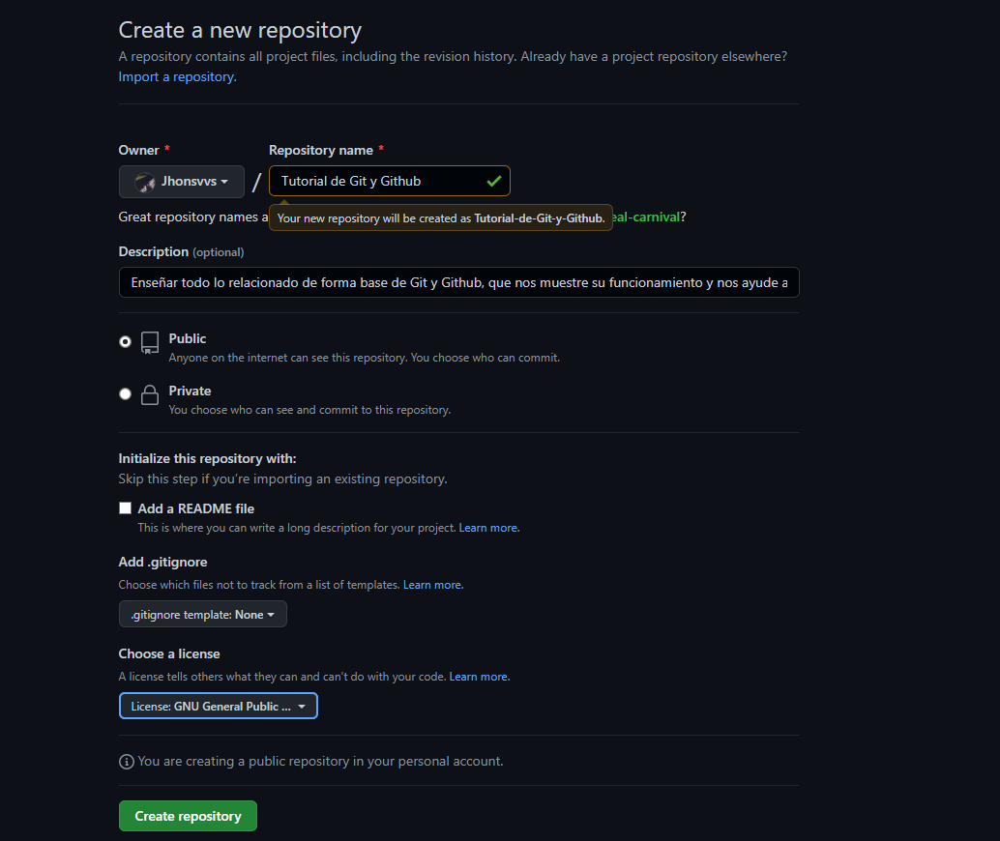 Create a new repository
A repository contains all project files, including the revision history. Already have a project repository elsewhere?
Import a repository.
Owner * Repository name *
Jhonsvvs / Tutorial de Git y Github
Great repository names a
Your new repository will be created as Tutorial-de-Git-y-Github.
eal-carnival?
Description (optional)
Enseñar todo lo relacionado de forma base de Git y Github, que nos muestre su funcionamiento y nos ayude a
Public
Anyone on the internet can see this repository. You choose who can commit.
Private
You choose who can see and commit to this repository.
Initialize this repository with:
Skip this step if you're importing an existing repository.
Add a README file
This is where you can write a long description for your project. Learn more.
Add .gitignore
Choose which files not to track from a list of templates. Learn more.
.gitignore template: None
Choose a license
A license tells others what they can and can't do with your code. Learn more.
License: GNU General Public ...
You are creating a public repository in your personal account.
Create repository